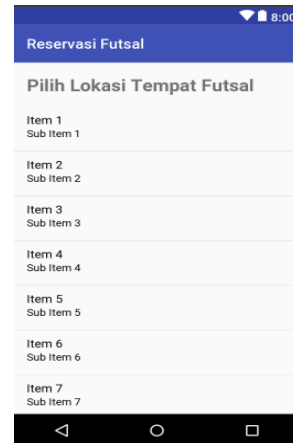 8:00
Reservasi Futsal
Pilih Lokasi Tempat Futsal
Item 1
Sub Item 1
Item 2
Sub Item 2
Item 3
Sub Item 3
Item 4
Sub Item 4
Item 5
Sub Item 5
Item 6
Sub Item 6
Item 7
Sub Item 7